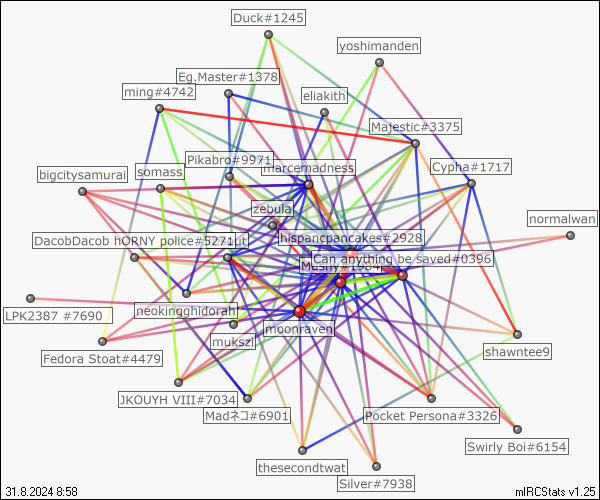 Duck#1245
yoshimanden
Eg.Master#1378
ming#4742
eliakith
Majestic#3375
Pikabro#9971
marcemadness
Cypha#1717
bigcitysamurai
somass
zebula
normalwan
DacobDacob
hORNY police#5271
hispancpancakes#2928
Can anything be saved#0396
neokingghidorah
moonraven
LPK2387 #7690
mukszi
shawntee9
Fedora Stoat#4479
JKOUYH VIII#7034
Madネコ#6901
Pocket Persona#3326
Swirly Boi#6154
thesecondtwat
Silver#7938
31.8.2024 8:58
mIRCStats v1.25